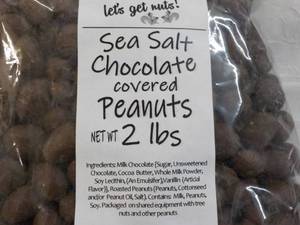 let's get nuts!
Sea Salt
Chocolate
covered
Peanuts
NET WT 2 lbs
Ingredients: Milk Chocolate {Sugar, Unsweetened
Chocolate, Cocoa Butter, Whole Milk Powder,
Soy Lecithin, (An Emulsifier),Vanillin (Artificial
Flavor)}, Roasted Peanuts (Peanuts, Cottonseed
and/or Peanut Oil, Salt). Contains: Milk, Peanuts,
Soy. Packaged on shared equipment with tree
nuts and other peanuts